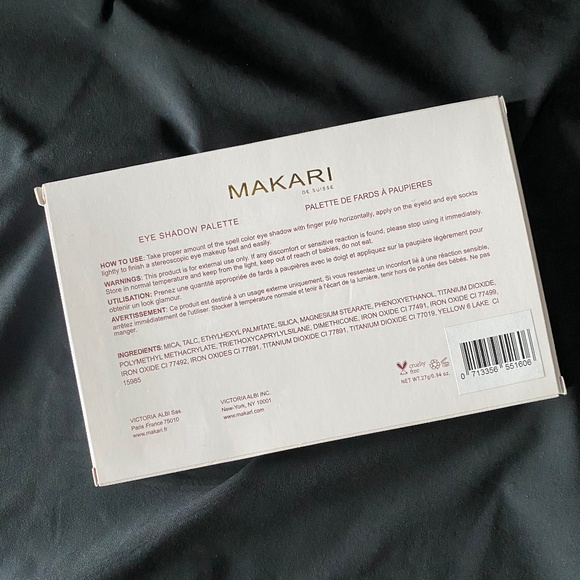 MAKARI
DE SUISSE
EYE SHADOW PALETTE
PALETTE DE FARDS À PAUPIERES
HOW TO USE: Take proper amount of the spell color eye shadow with finger pulp horizontally, apply on the eyelid and eye sockts
lightly to finish a stereoscopic eye makeup fast and easily.
WARNINGS: This product is for external use only. If any discomfort or sensitive reaction is found, please stop using it immediately.
Store in normal temperature and keep from the light, keep out of reach of babies, do not eat.
UTILISATION: Prenez une quantité appropriée de fards à paupières avec le doigt et appliquez sur la paupière légèrement pour
obtenir un look glamour.
AVERTISSEMENT: Ce produit est destiné à un usage externe uniquement. Si vous ressentez un inconfort lié à une réaction sensible,
arrêtez immédiatement de l'utiliser. Stocker à température normale et tenir à l'écart de la lumière, tenir hors de portée des bébés. Ne pas
manger.
INGREDIENTS: MICA, TALC, ETHYLHEXYL PALMITATE, SILICA, MAGNESIUM STEARATE, PHENOXYETHANOL, TITANIUM DIOXIDE,
POLYMETHYL METHACRYLATE, TRIETHOXYCAPRYLYLSILANE, DIMETHICONE, IRON OXIDE CI 77491, IRON OXIDE CI 77499,
IRON OXIDE CI 77492, IRON OXIDES CI 77891, TITANIUM DIOXIDE CI 77891, TITANIUM DIOXIDE CI 77019, YELLOW 6 LAKE CI
15985
cruelty
free
NET WT.27g/0.94 oz.
0 713356 551606
VICTORIA ALBI Sas.
Paris France 75010
www.makari.fr
VICTORIA ALBI INC.
New-York, NY 10001
www.makari.com